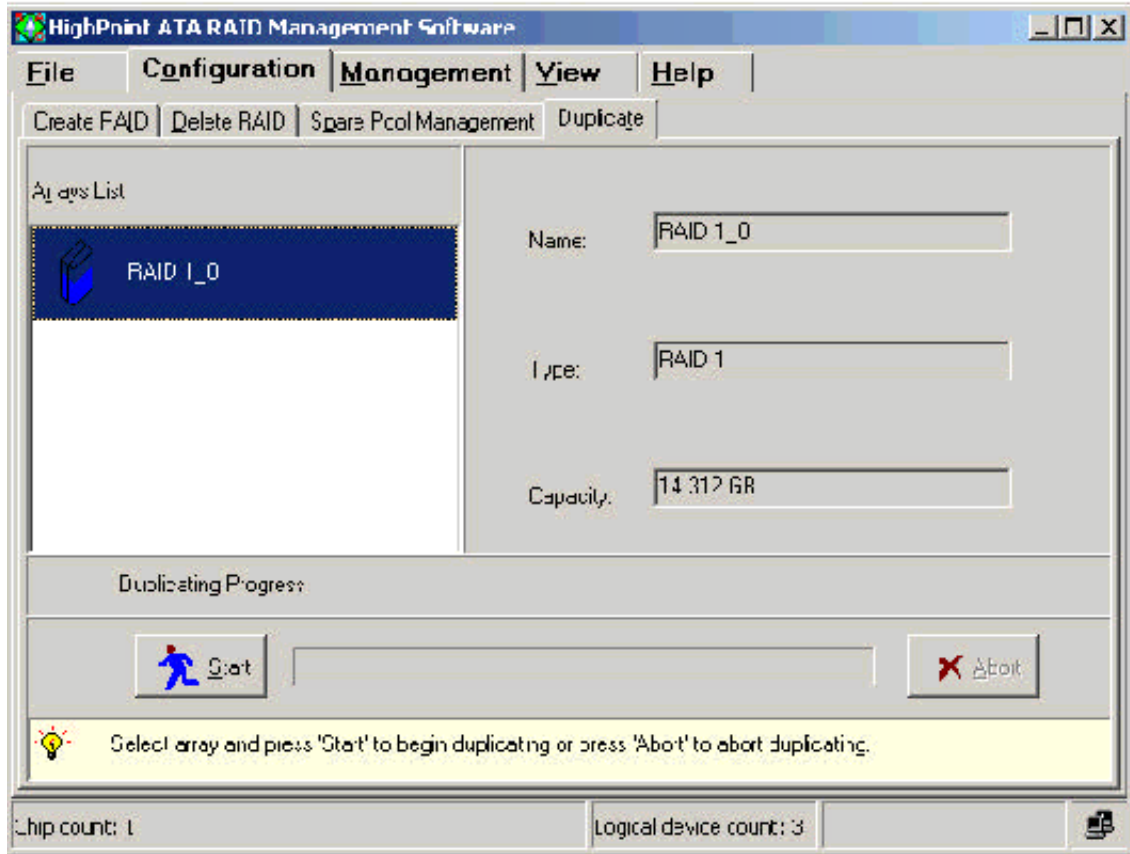 HighPoint ATA RAID Management Software
File Configuration Management View Help
Create RAID Delete RAID Spare Pool Management Duplicate
Arrays List
RAID 1_0
Name: RAID 1_0
Type: RAID 1
Capacity: 14.312 GB
Duplicating Progress
Start Abort
Select array and press 'Start' to begin duplicating or press 'Abort' to abort duplicating.
Chip count: 1 Logical device count: 3